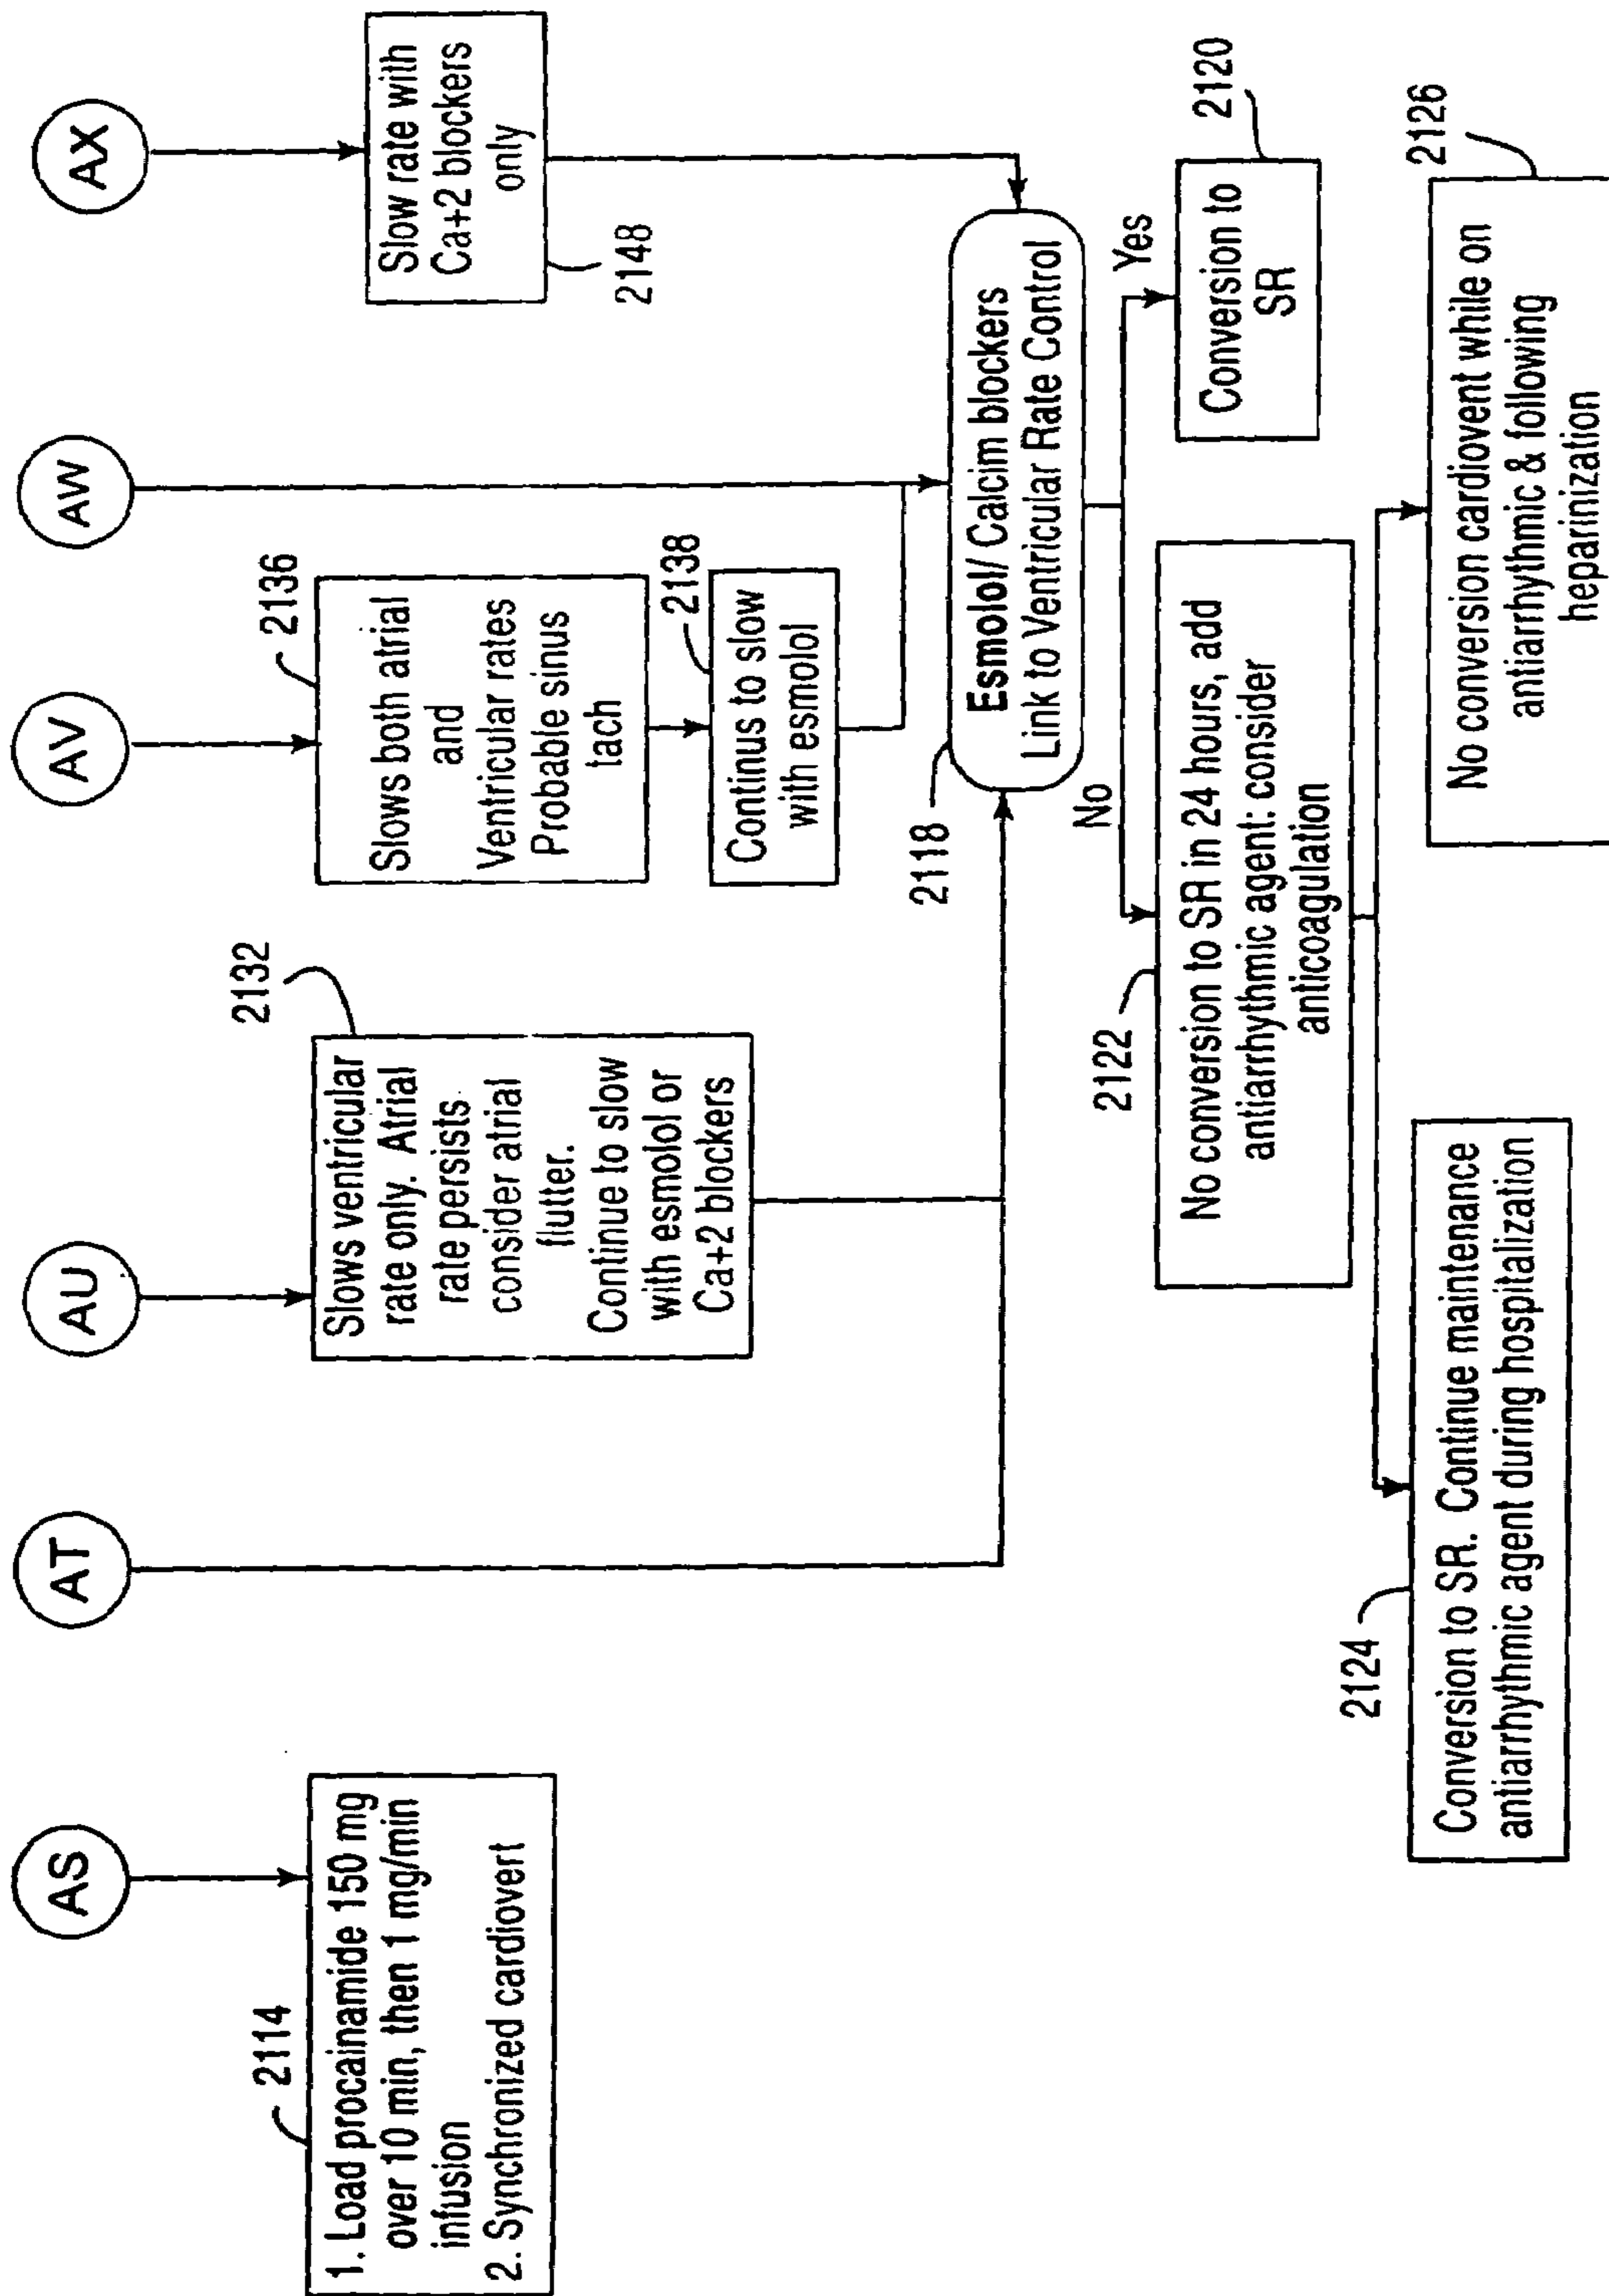 AS
AT
AU
AV
AW
AX
2114
1. Load procainamide 150 mg
over 10 min, then 1 mg/min
infusion
2. Synchronized cardiovert
2132
Slows ventricular
rate only. Atrial
rate persists
consider atrial
flutter.
Continue to slow
with esmolol or
Ca+2 blockers
2136
Slows both atrial
and
Ventricular rates
Probable sinus
tach
2138
Continus to slow
with esmolol
Slow rate with
Ca+2 blockers
only
2148
2118
Esmolol/ Calcim blockers
Link to Ventricular Rate Control
No
Yes
2122
No conversion to SR in 24 hours, add
antiarrhythmic agent: consider
anticoagulation
Conversion to
SR
2120
2124
Conversion to SR. Continue maintenance
antiarrhythmic agent during hospitalization
2126
No conversion cardiovent while on
antiarrhythmic & following
heparinization